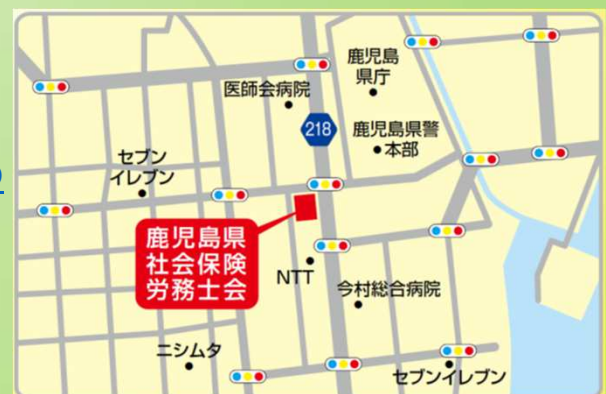 鹿児島
県庁
医師会病院
218
鹿児島県警
本部
セブン
イレブン
鹿児島県
社会保険
労務士会
NTT
今村総合病院
ニシムタ
セブンイレブン